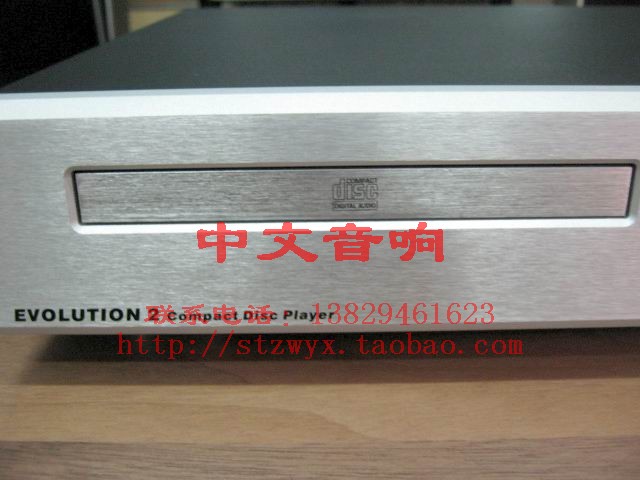 COMPACT
disc
DIGITAL AUDIO
中文音响
EVOLUTION 2 Compact Disc Player
联系电话：13829461623
http://stzwyx.taobao.com